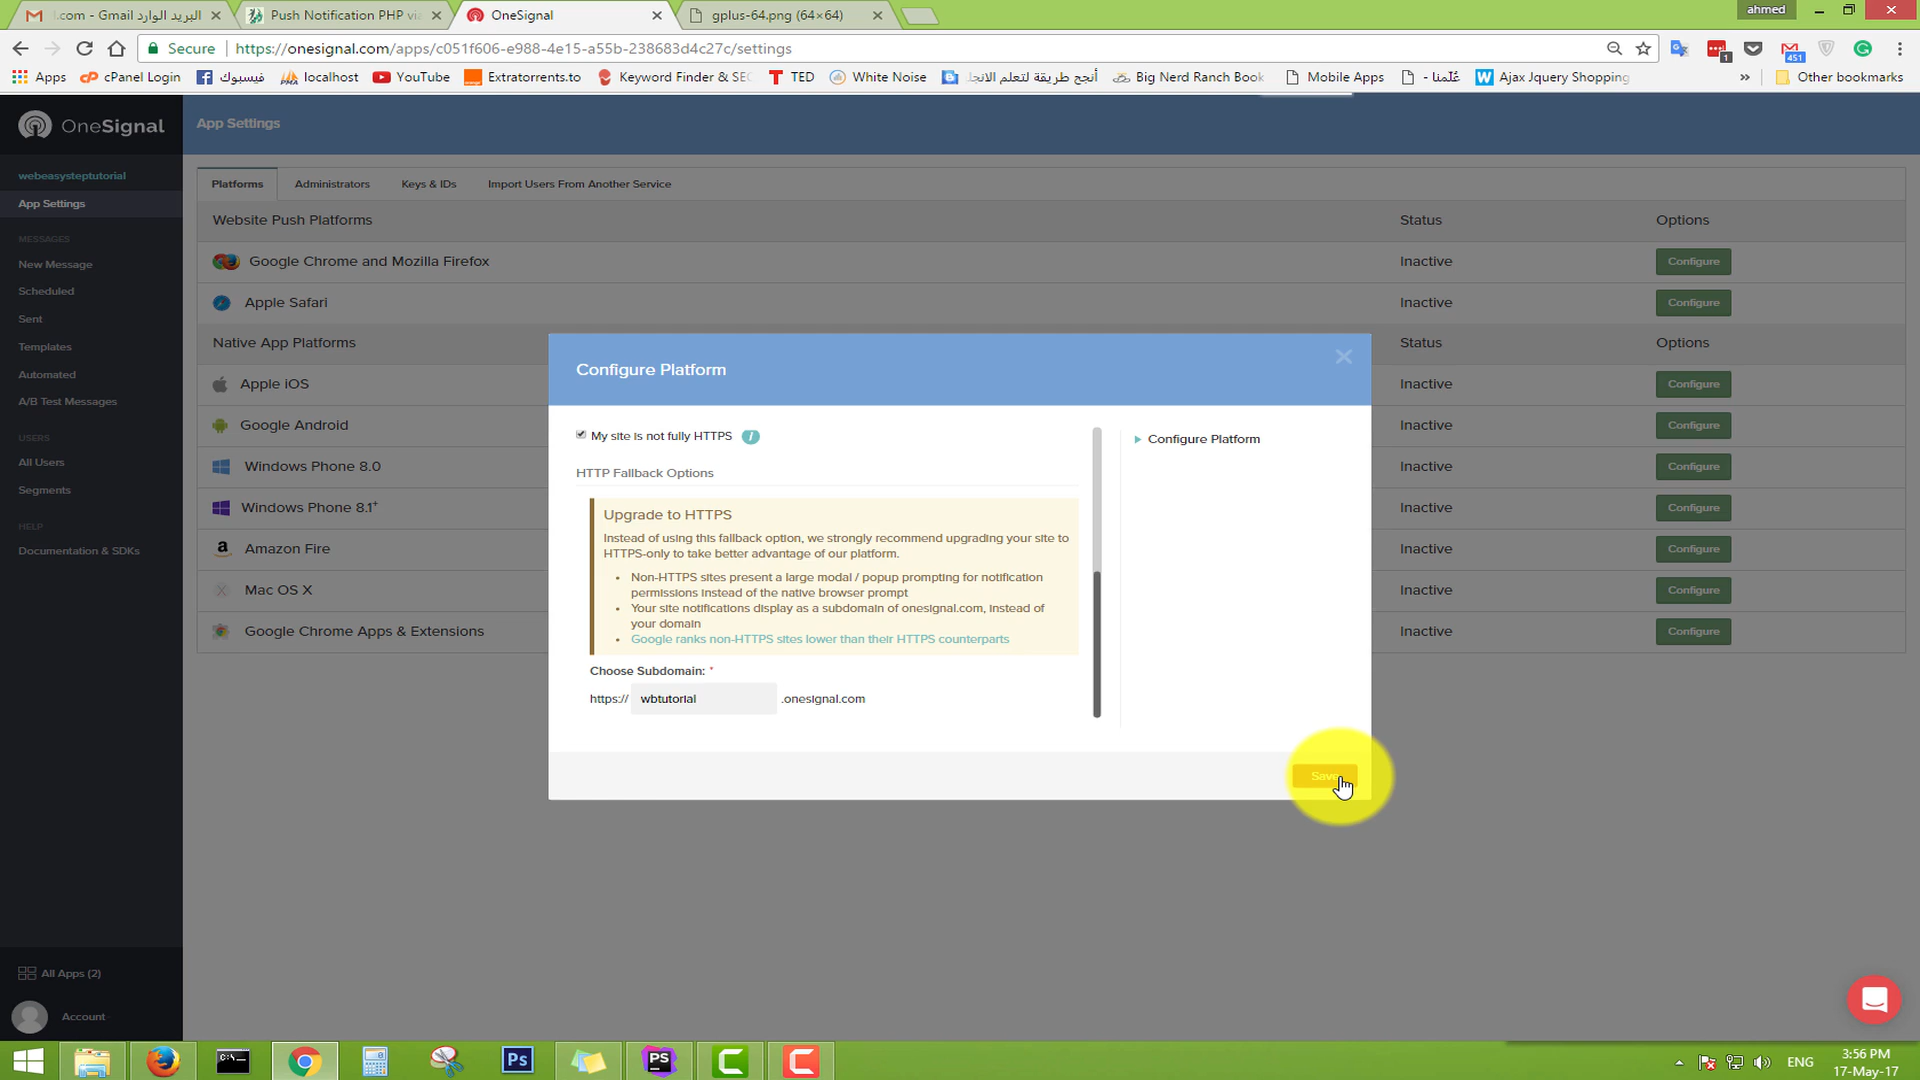 البريد الوارد - Gmail - l.com
Push Notification PHP via
OneSignal
gplus-64.png (64×64)
ahmed
Secure
https://onesignal.com/apps/c051f606-e988-4e15-a55b-238683d4c27c/settings
1
451
Apps
cPanel Login
فيسبوك
localhost
YouTube
Extratorrents.to
Keyword Finder & SEO
TED
White Noise
أنجح طريقة لتعلم الانجا
Big Nerd Ranch Book
Mobile Apps
عُلّمنا -
Ajax Jquery Shopping
»
Other bookmarks
OneSignal
App Settings
webeasysteptutorial
App Settings
MESSAGES
New Message
Scheduled
Sent
Templates
Automated
A/B Test Messages
USERS
All Users
Segments
HELP
Documentation & SDKs
All Apps (2)
Account
Platforms
Administrators
Keys & IDs
Import Users From Another Service
Website Push Platforms
Status
Options
Google Chrome and Mozilla Firefox
Inactive
Configure
Apple Safari
Inactive
Configure
Native App Platforms
Status
Options
Apple iOS
Inactive
Configure
Google Android
Inactive
Configure
Windows Phone 8.0
Inactive
Configure
Windows Phone 8.1+
Inactive
Configure
Amazon Fire
Inactive
Configure
Mac OS X
Inactive
Configure
Google Chrome Apps & Extensions
Inactive
Configure
Configure Platform
My site is not fully HTTPS
HTTP Fallback Options
Upgrade to HTTPS
Instead of using this fallback option, we strongly recommend upgrading your site to
HTTPS-only to take better advantage of our platform.
• Non-HTTPS sites present a large modal / popup prompting for notification
permissions instead of the native browser prompt
• Your site notifications display as a subdomain of onesignal.com, instead of
your domain
• Google ranks non-HTTPS sites lower than their HTTPS counterparts
Choose Subdomain: *
https://
wbtutorial
.onesignal.com
Configure Platform
Save
Ps
PS
C
C
ENG
3:56 PM
17-May-17